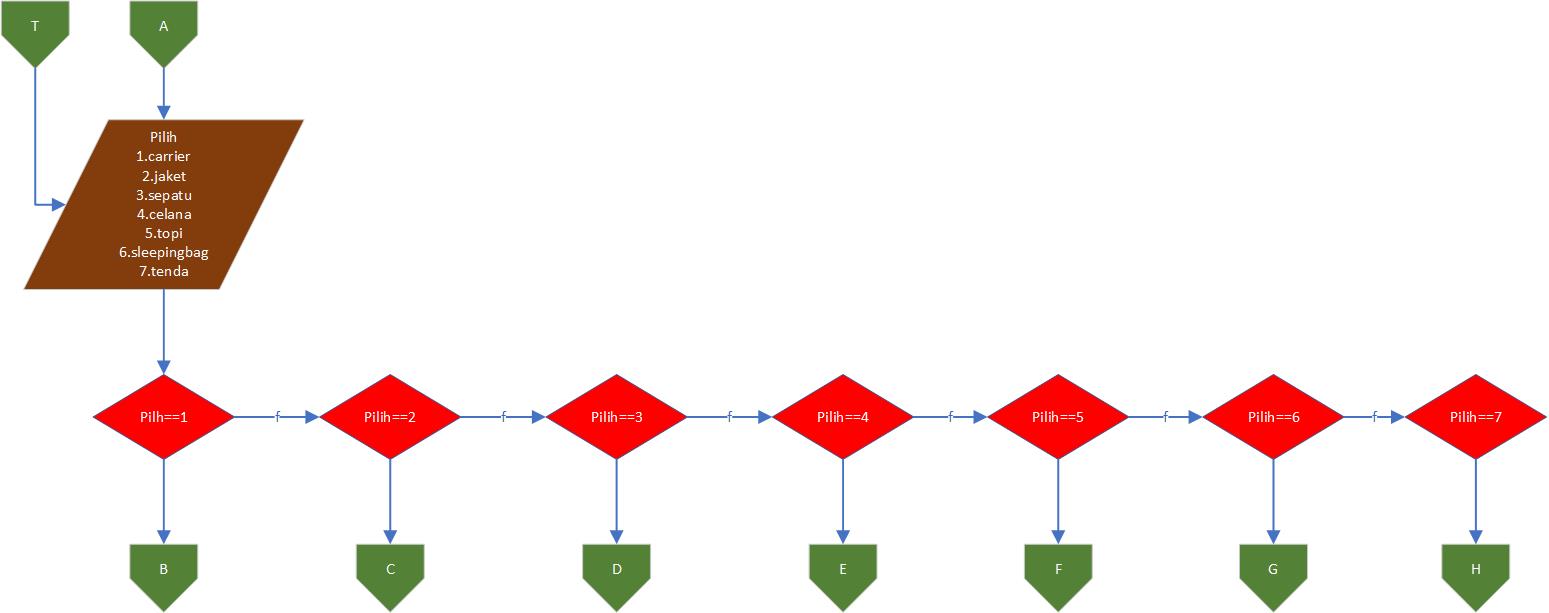 T
A
Pilih
1.carrier
2.jaket
3.sepatu
4.celana
5.topi
6.sleepingbag
7.tenda
Pilh==1
f
Pilih==2
f
Pilih==3
f
Pilih==4
f
Pilih==5
f
Pilih==6
f
Pilih==7
B
C
D
E
F
G
H